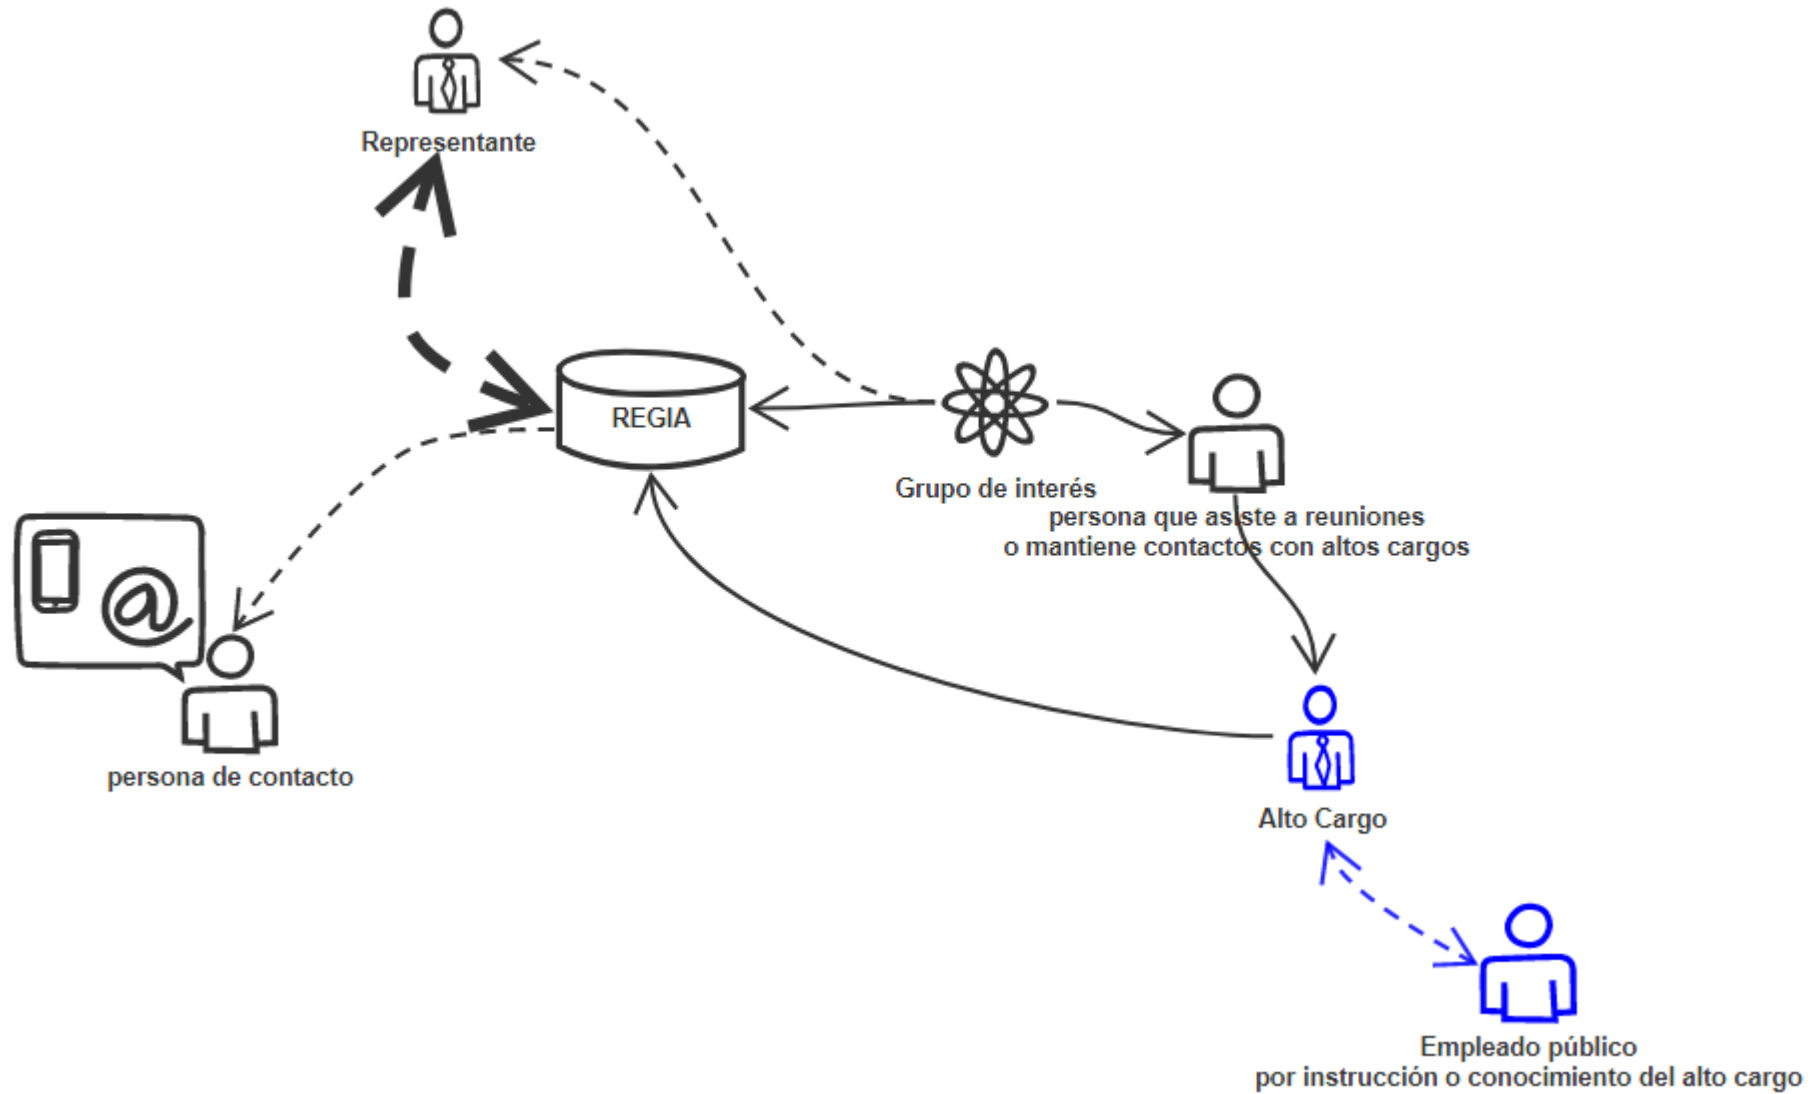 Representante
REGIA
Grupo de interés
persona que asiste a reuniones
o mantiene contactos con altos cargos
@
persona de contacto
Alto Cargo
Empleado público
por instrucción o conocimiento del alto cargo